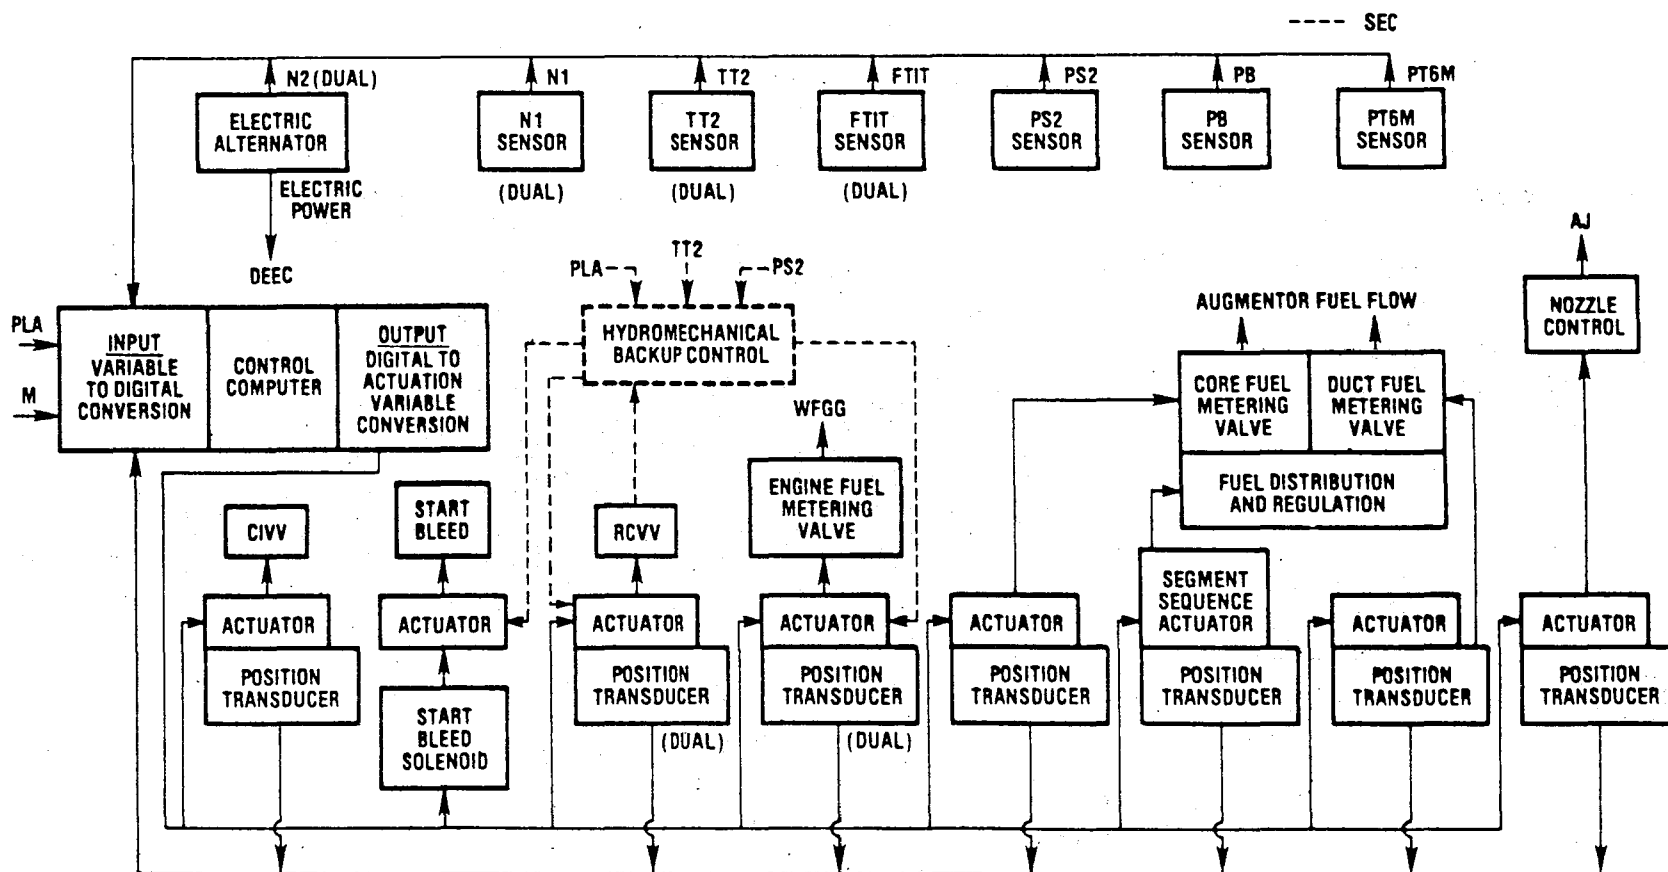 ---- SEC
N2 (DUAL)
N1
TT2
FTIT
PS2
PB
PT6M
ELECTRIC
ALTERNATOR
N1
SENSOR
TT2
SENSOR
FTIT
SENSOR
PS2
SENSOR
PB
SENSOR
PT6M
SENSOR
(DUAL)
(DUAL)
(DUAL)
ELECTRIC
POWER
DEEC
PLA
TT2
PS2
AJ
PLA
M
INPUT
VARIABLE
TO DIGITAL
CONVERSION
CONTROL
COMPUTER
OUTPUT
DIGITAL TO
ACTUATION
VARIABLE
CONVERSION
HYDROMECHANICAL
BACKUP CONTROL
AUGMENTOR FUEL FLOW
NOZZLE
CONTROL
CORE FUEL
METERING
VALVE
DUCT FUEL
METERING
VALVE
FUEL DISTRIBUTION
AND REGULATION
WFGG
CIVV
START
BLEED
RCVV
ENGINE FUEL
METERING
VALVE
ACTUATOR
POSITION
TRANSDUCER
ACTUATOR
START
BLEED
SOLENOID
ACTUATOR
POSITION
TRANSDUCER
(DUAL)
ACTUATOR
POSITION
TRANSDUCER
(DUAL)
ACTUATOR
POSITION
TRANSDUCER
SEGMENT
SEQUENCE
ACTUATOR
POSITION
TRANSDUCER
ACTUATOR
POSITION
TRANSDUCER
ACTUATOR
POSITION
TRANSDUCER